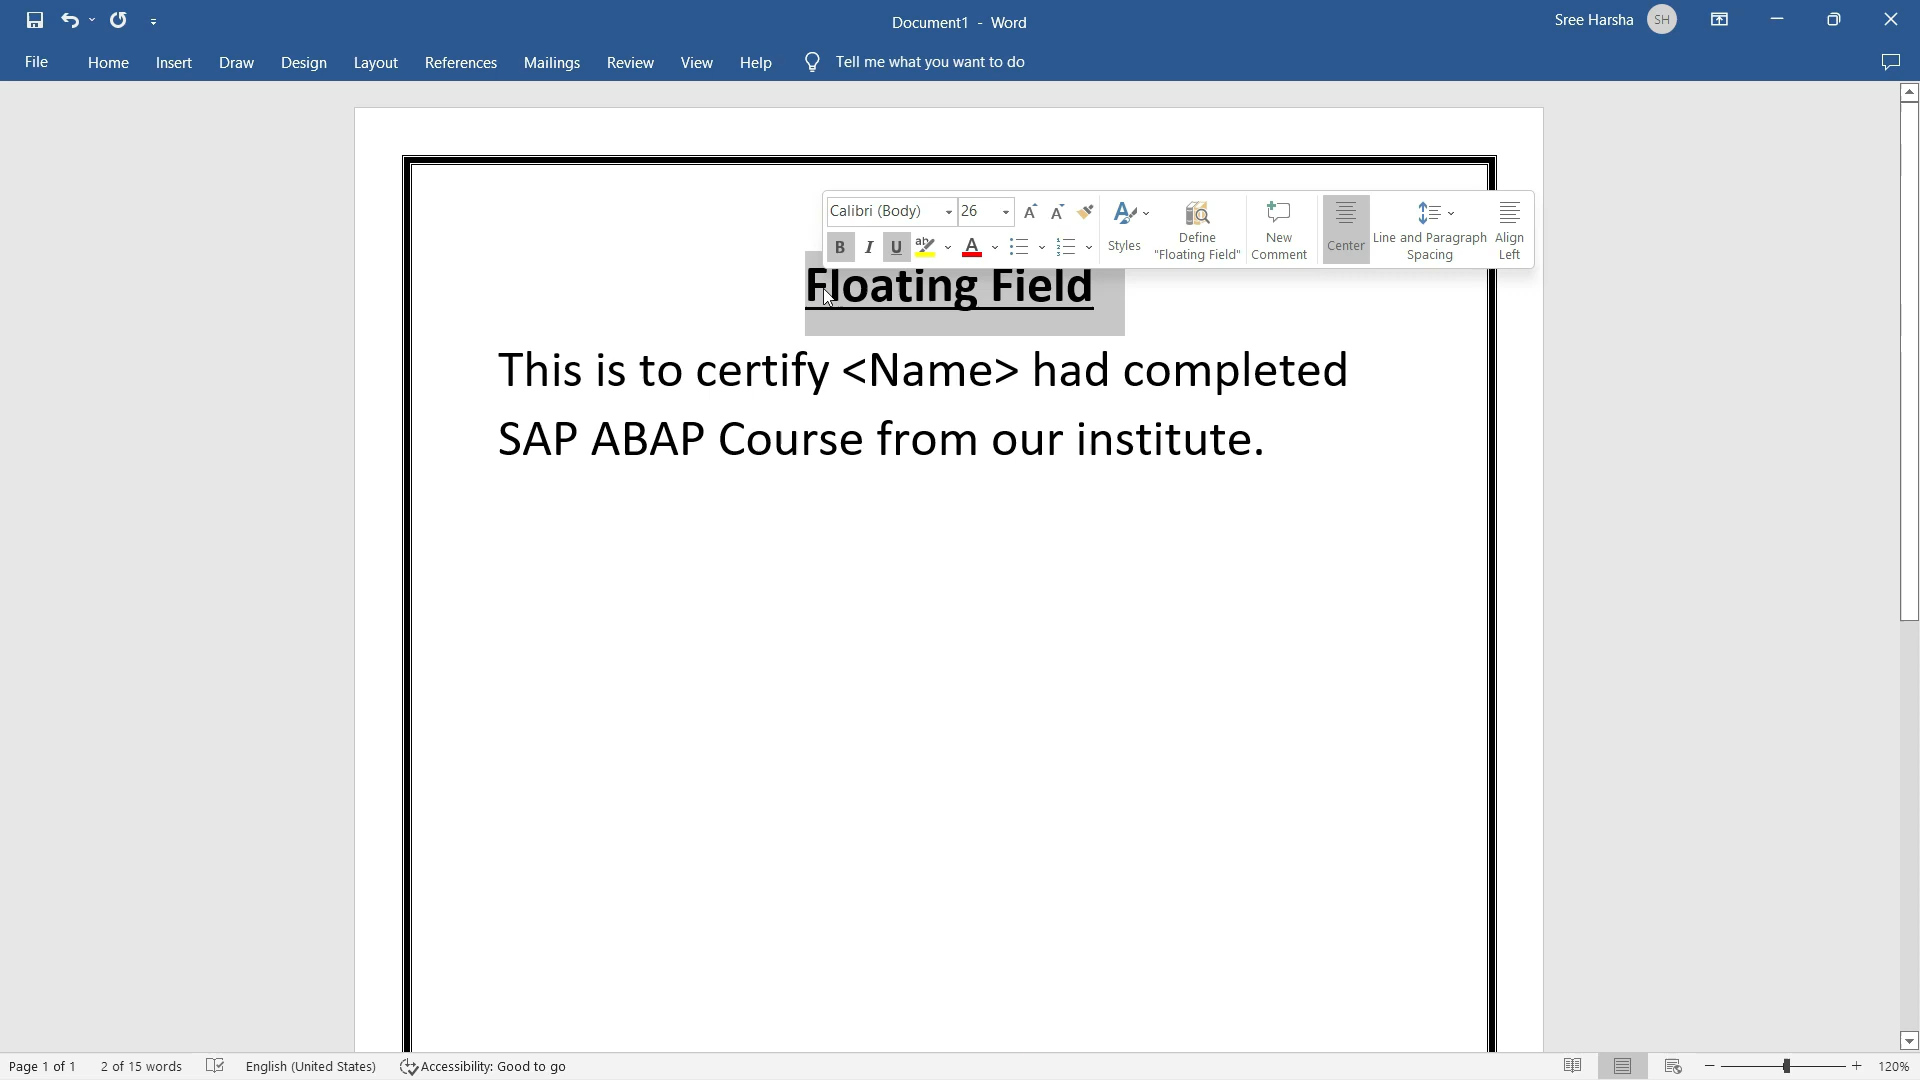 Document1 - Word
Sree Harsha SH
File Home Insert Draw Design Layout References Mailings Review View Help Tell me what you want to do
Calibri (Body) 26 A A Styles Define "Floating Field" New Comment Center Line and Paragraph Spacing Align Left
B I U ab A
Floating Field
This is to certify <Name> had completed
SAP ABAP Course from our institute.
Page 1 of 1 2 of 15 words English (United States) Accessibility: Good to go 120%